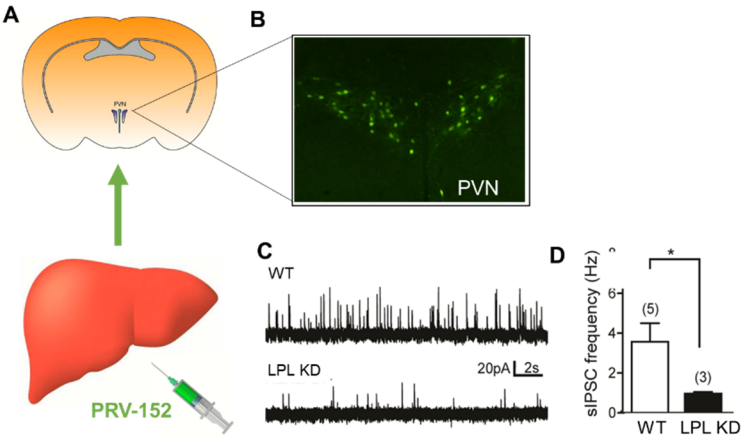 A
B
PVN
PVN
PRV-152
C
WT
LPL KD
20pA
2s
D
sIPSC frequency (Hz)
6
4
2
0
*
(5)
(3)
WT
LPL KD